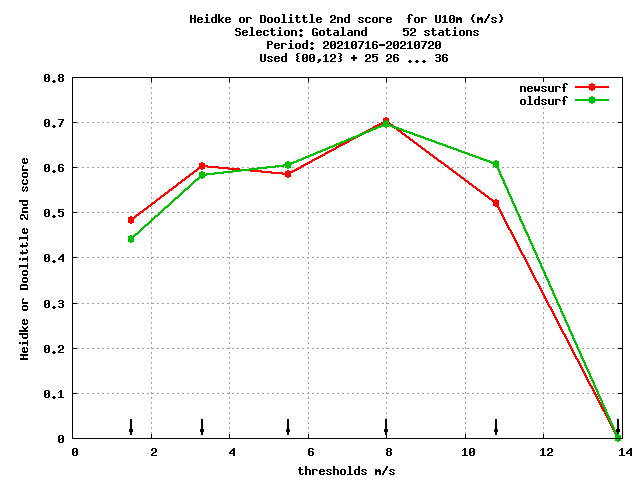 Heidke or Doolittle 2nd score  for U10m (m/s)
Selection: Gotaland     52 stations
Period: 20210716-20210720
Used {00,12} + 25 26 ... 36
newsurf
oldsurf
Heidke or Doolittle 2nd score
0.8
0.7
0.6
0.5
0.4
0.3
0.2
0.1
0
0 2 4 6 8 10 12 14
thresholds m/s